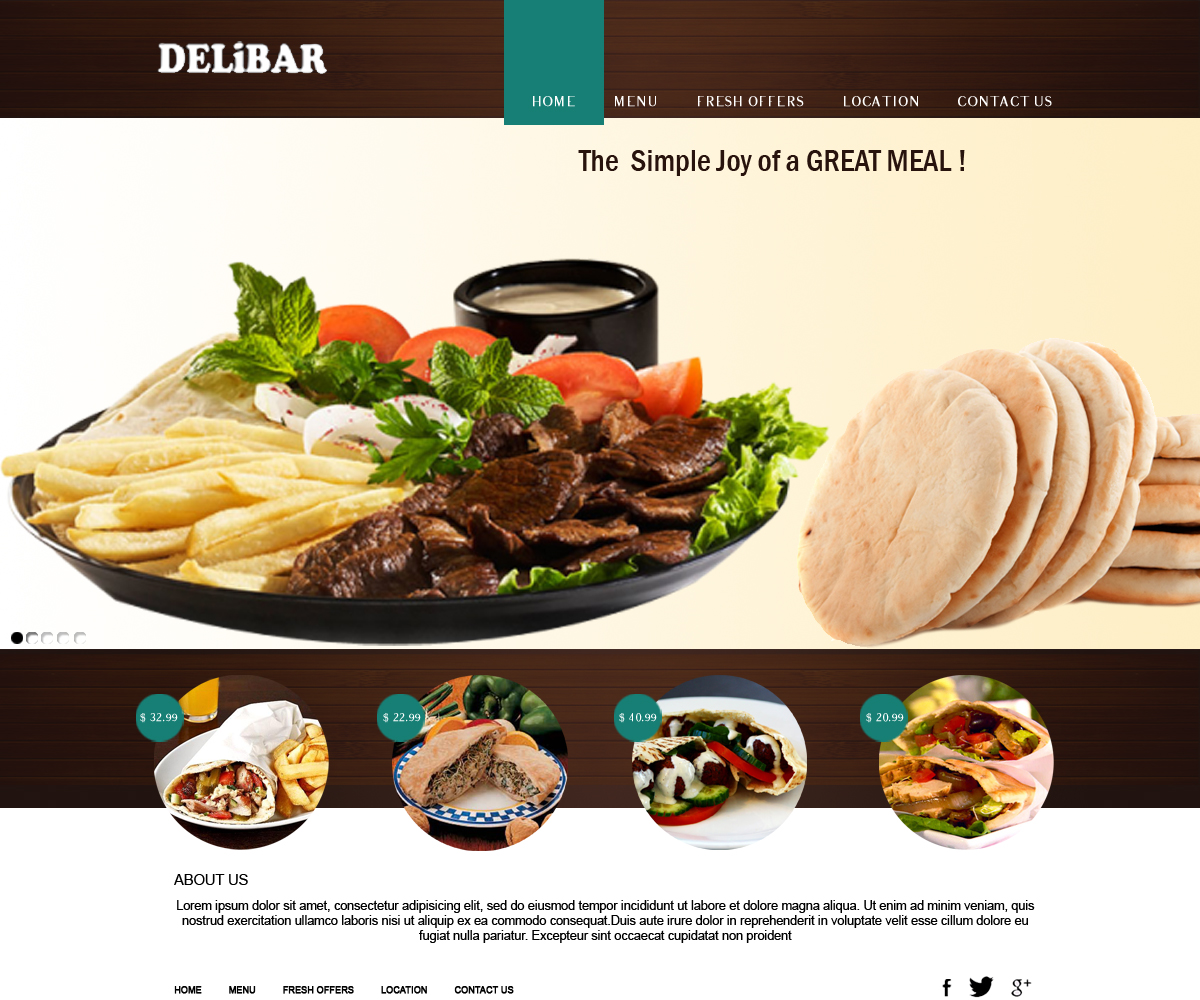 DELiBAR
HOME MENU FRESH OFFERS LOCATION CONTACT US
The Simple Joy of a GREAT MEAL !
$ 32.99 $ 22.99 $ 40.99 $ 20.99
ABOUT US
Lorem ipsum dolor sit amet, consectetur adipisicing elit, sed do eiusmod tempor incididunt ut labore et dolore magna aliqua. Ut enim ad minim veniam, quis
nostrud exercitation ullamco laboris nisi ut aliquip ex ea commodo consequat.Duis aute irure dolor in reprehenderit in voluptate velit esse cillum dolore eu
fugiat nulla pariatur. Excepteur sint occaecat cupidatat non proident
HOME MENU FRESH OFFERS LOCATION CONTACT US